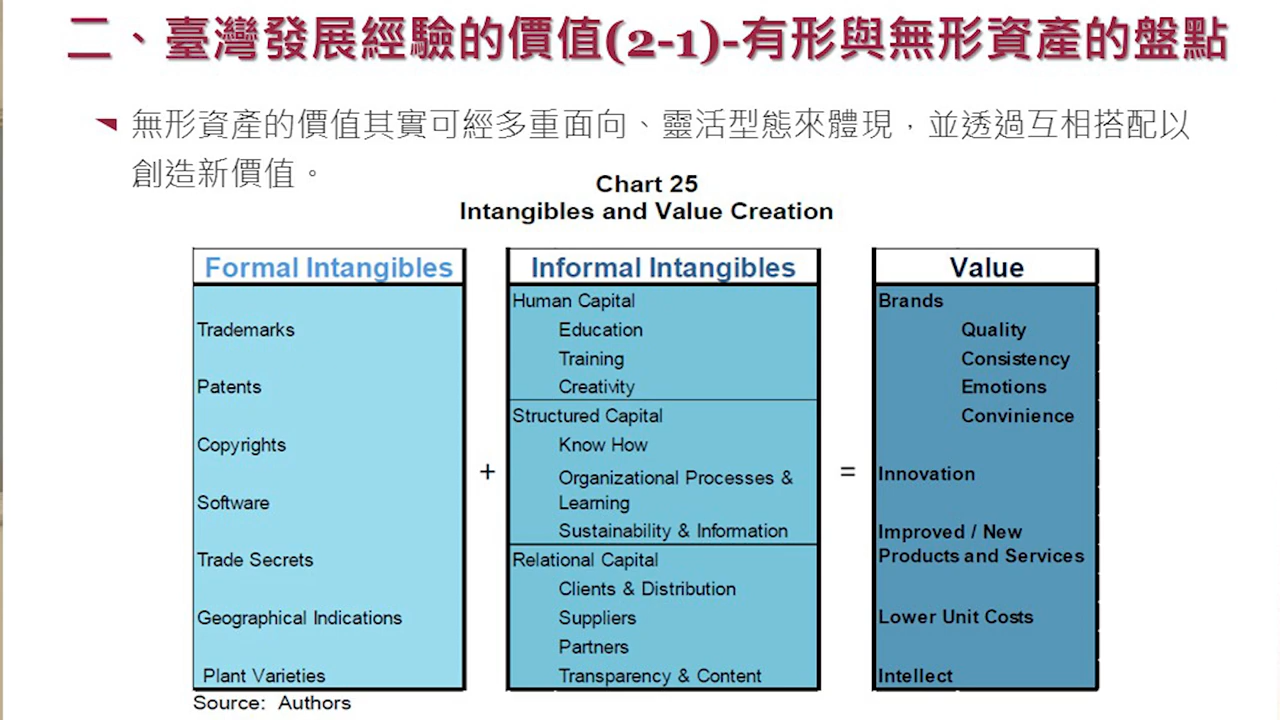 二、臺灣發展經驗的價值(2-1)-有形與無形資產的盤點
無形資產的價值其實可經多重面向、靈活型態來體現，並透過互相搭配以
創造新價值。
Chart 25
Intangibles and Value Creation
Formal Intangibles
Trademarks
Patents
Copyrights
Software
Trade Secrets
Geographical Indications
Plant Varieties
+
Informal Intangibles
Human Capital
Education
Training
Creativity
Structured Capital
Know How
Organizational Processes &
Learning
Sustainability & Information
Relational Capital
Clients & Distribution
Suppliers
Partners
Transparency & Content
=
Value
Brands
Quality
Consistency
Emotions
Convinience
Innovation
Improved / New
Products and Services
Lower Unit Costs
Intellect
Source: Authors